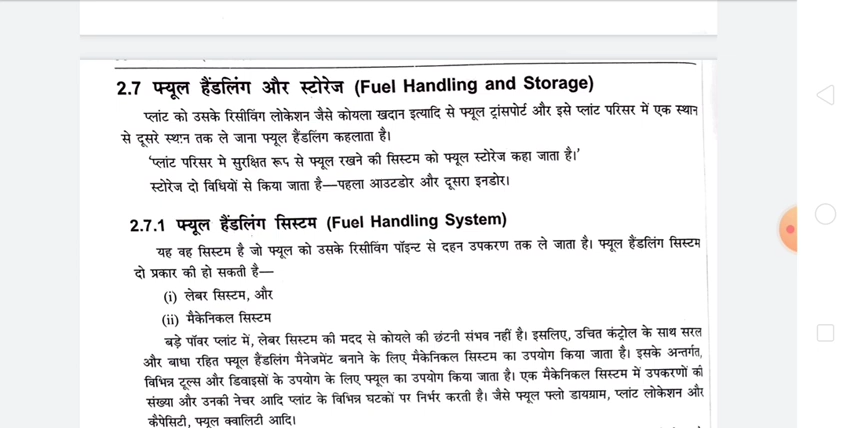 2.7 फ्यूल हैंडलिंग और स्टोरेज (Fuel Handling and Storage)
प्लांट को उसके रिसीविंग लोकेशन जैसे कोयला खदान इत्यादि से फ्यूल ट्रांसपोर्ट और इसे प्लांट परिसर में एक स्थान
से दूसरे स्थान तक ले जाना फ्यूल हैंडलिंग कहलाता है।
'प्लांट परिसर मे सुरक्षित रूप से फ्यूल रखने की सिस्टम को फ्यूल स्टोरेज कहा जाता है।'
स्टोरेज दो विधियों से किया जाता है—पहला आउटडोर और दूसरा इनडोर।
2.7.1 फ्यूल हैंडलिंग सिस्टम (Fuel Handling System)
यह वह सिस्टम है जो फ्यूल को उसके रिसीविंग पॉइन्ट से दहन उपकरण तक ले जाता है। फ्यूल हैंडलिंग सिस्टम
दो प्रकार की हो सकती है—
(i) लेबर सिस्टम, और
(ii) मैकेनिकल सिस्टम
बड़े पॉवर प्लांट में, लेबर सिस्टम की मदद से कोयले की छंटनी संभव नहीं है। इसलिए, उचित कंट्रोल के साथ सरल
और बाधा रहित फ्यूल हैंडलिंग मैनेजमेंट बनाने के लिए मैकेनिकल सिस्टम का उपयोग किया जाता है। इसके अन्तर्गत,
विभिन्न टूल्स और डिवाइसों के उपयोग के लिए फ्यूल का उपयोग किया जाता है। एक मैकेनिकल सिस्टम में उपकरणों की
संख्या और उनकी नेचर आदि प्लांट के विभिन्न घटकों पर निर्भर करती है। जैसे फ्यूल फ्लो डायग्राम, प्लांट लोकेशन और
कैपेसिटी, फ्यूल क्वालिटी आदि।